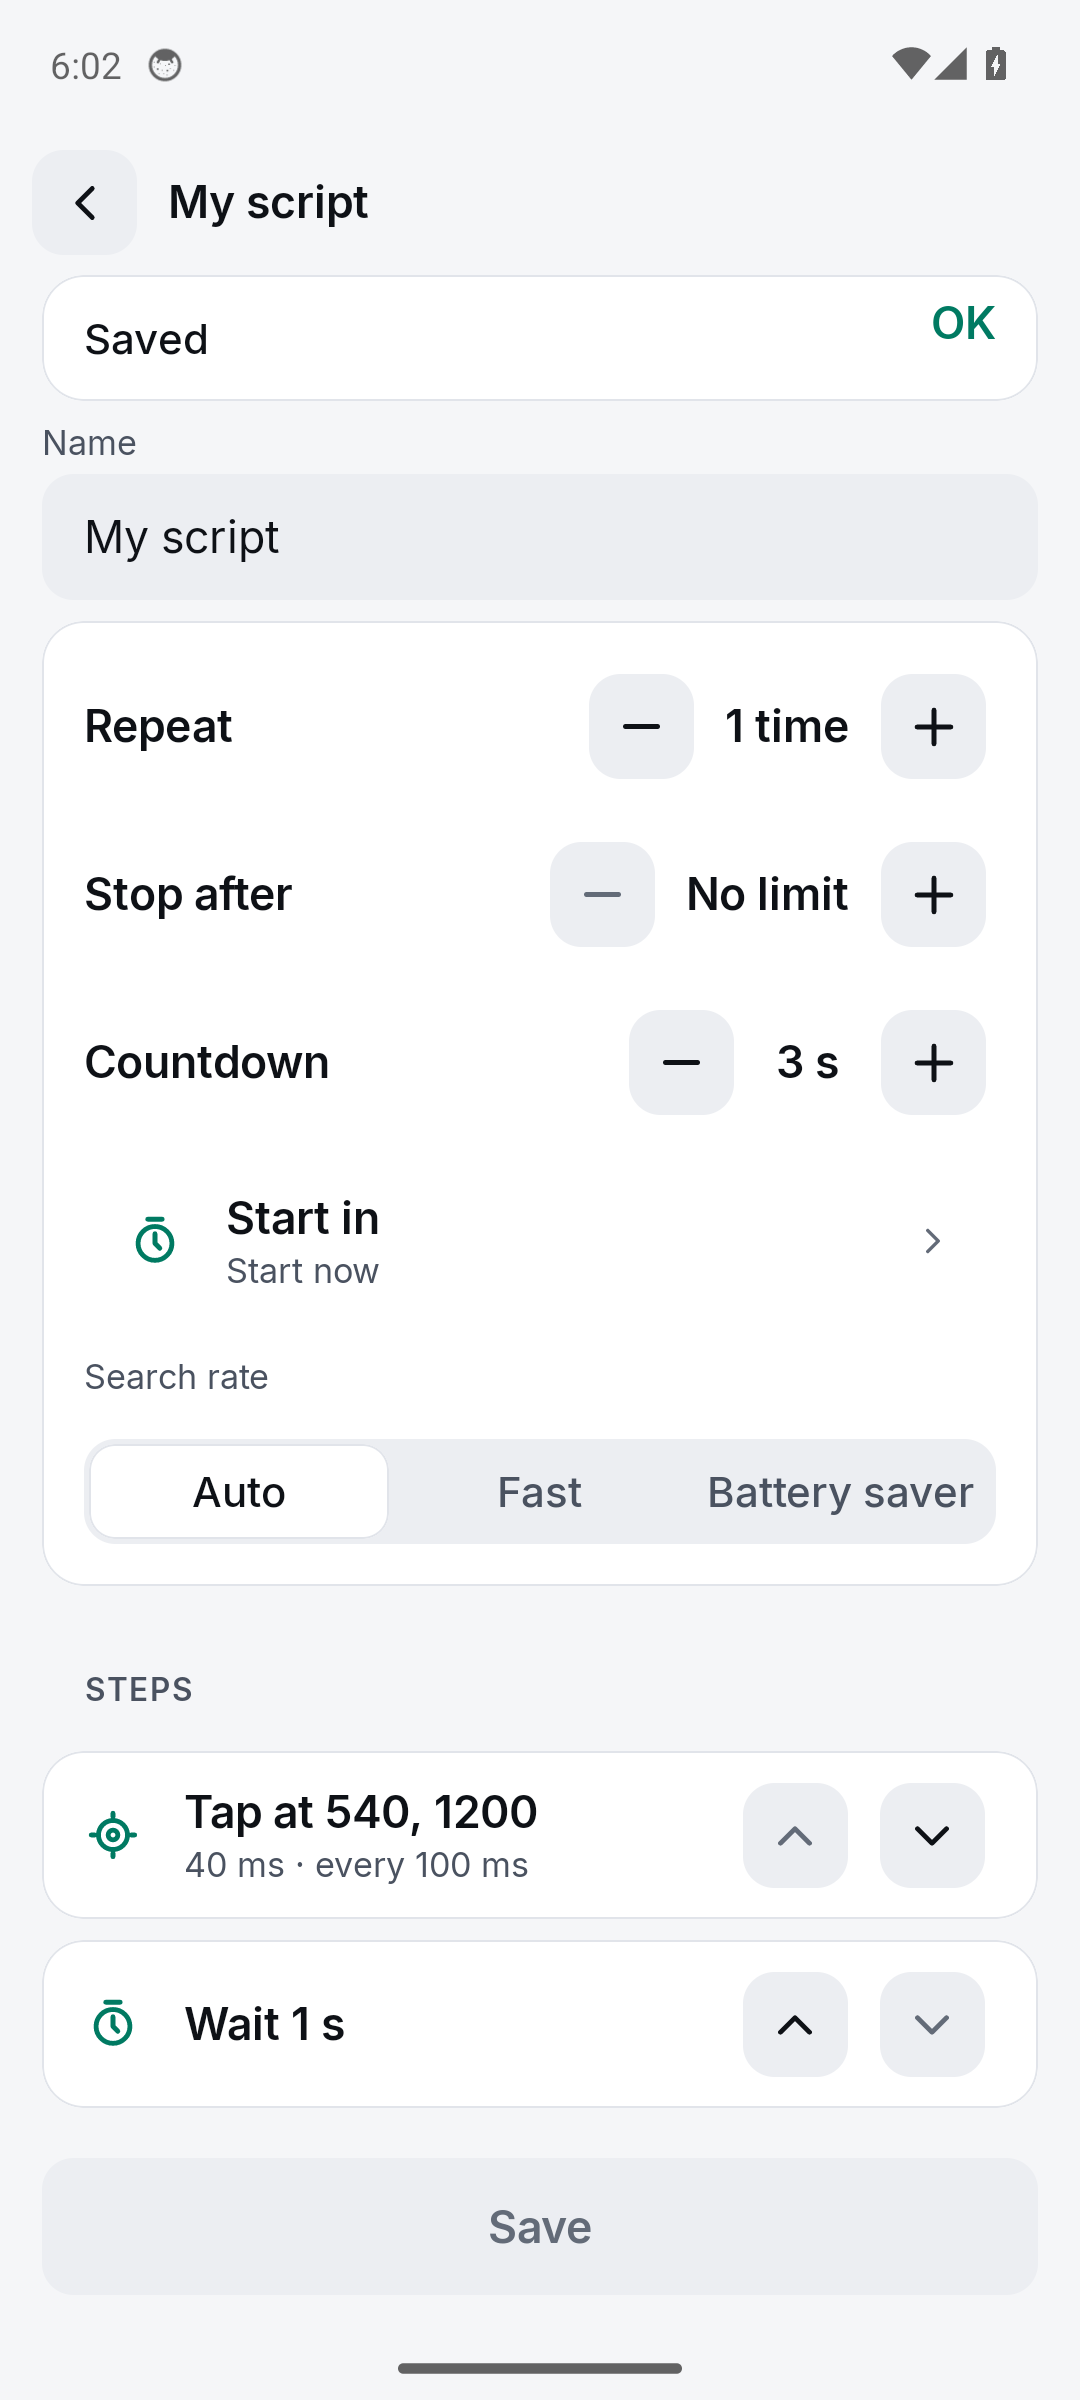 6:02
My script
Saved
OK
Name
My script
Repeat
1 time
Stop after
No limit
Countdown
3 s
Start in
Start now
Search rate
Auto
Fast
Battery saver
STEPS
Tap at 540, 1200
40 ms · every 100 ms
Wait 1 s
Save